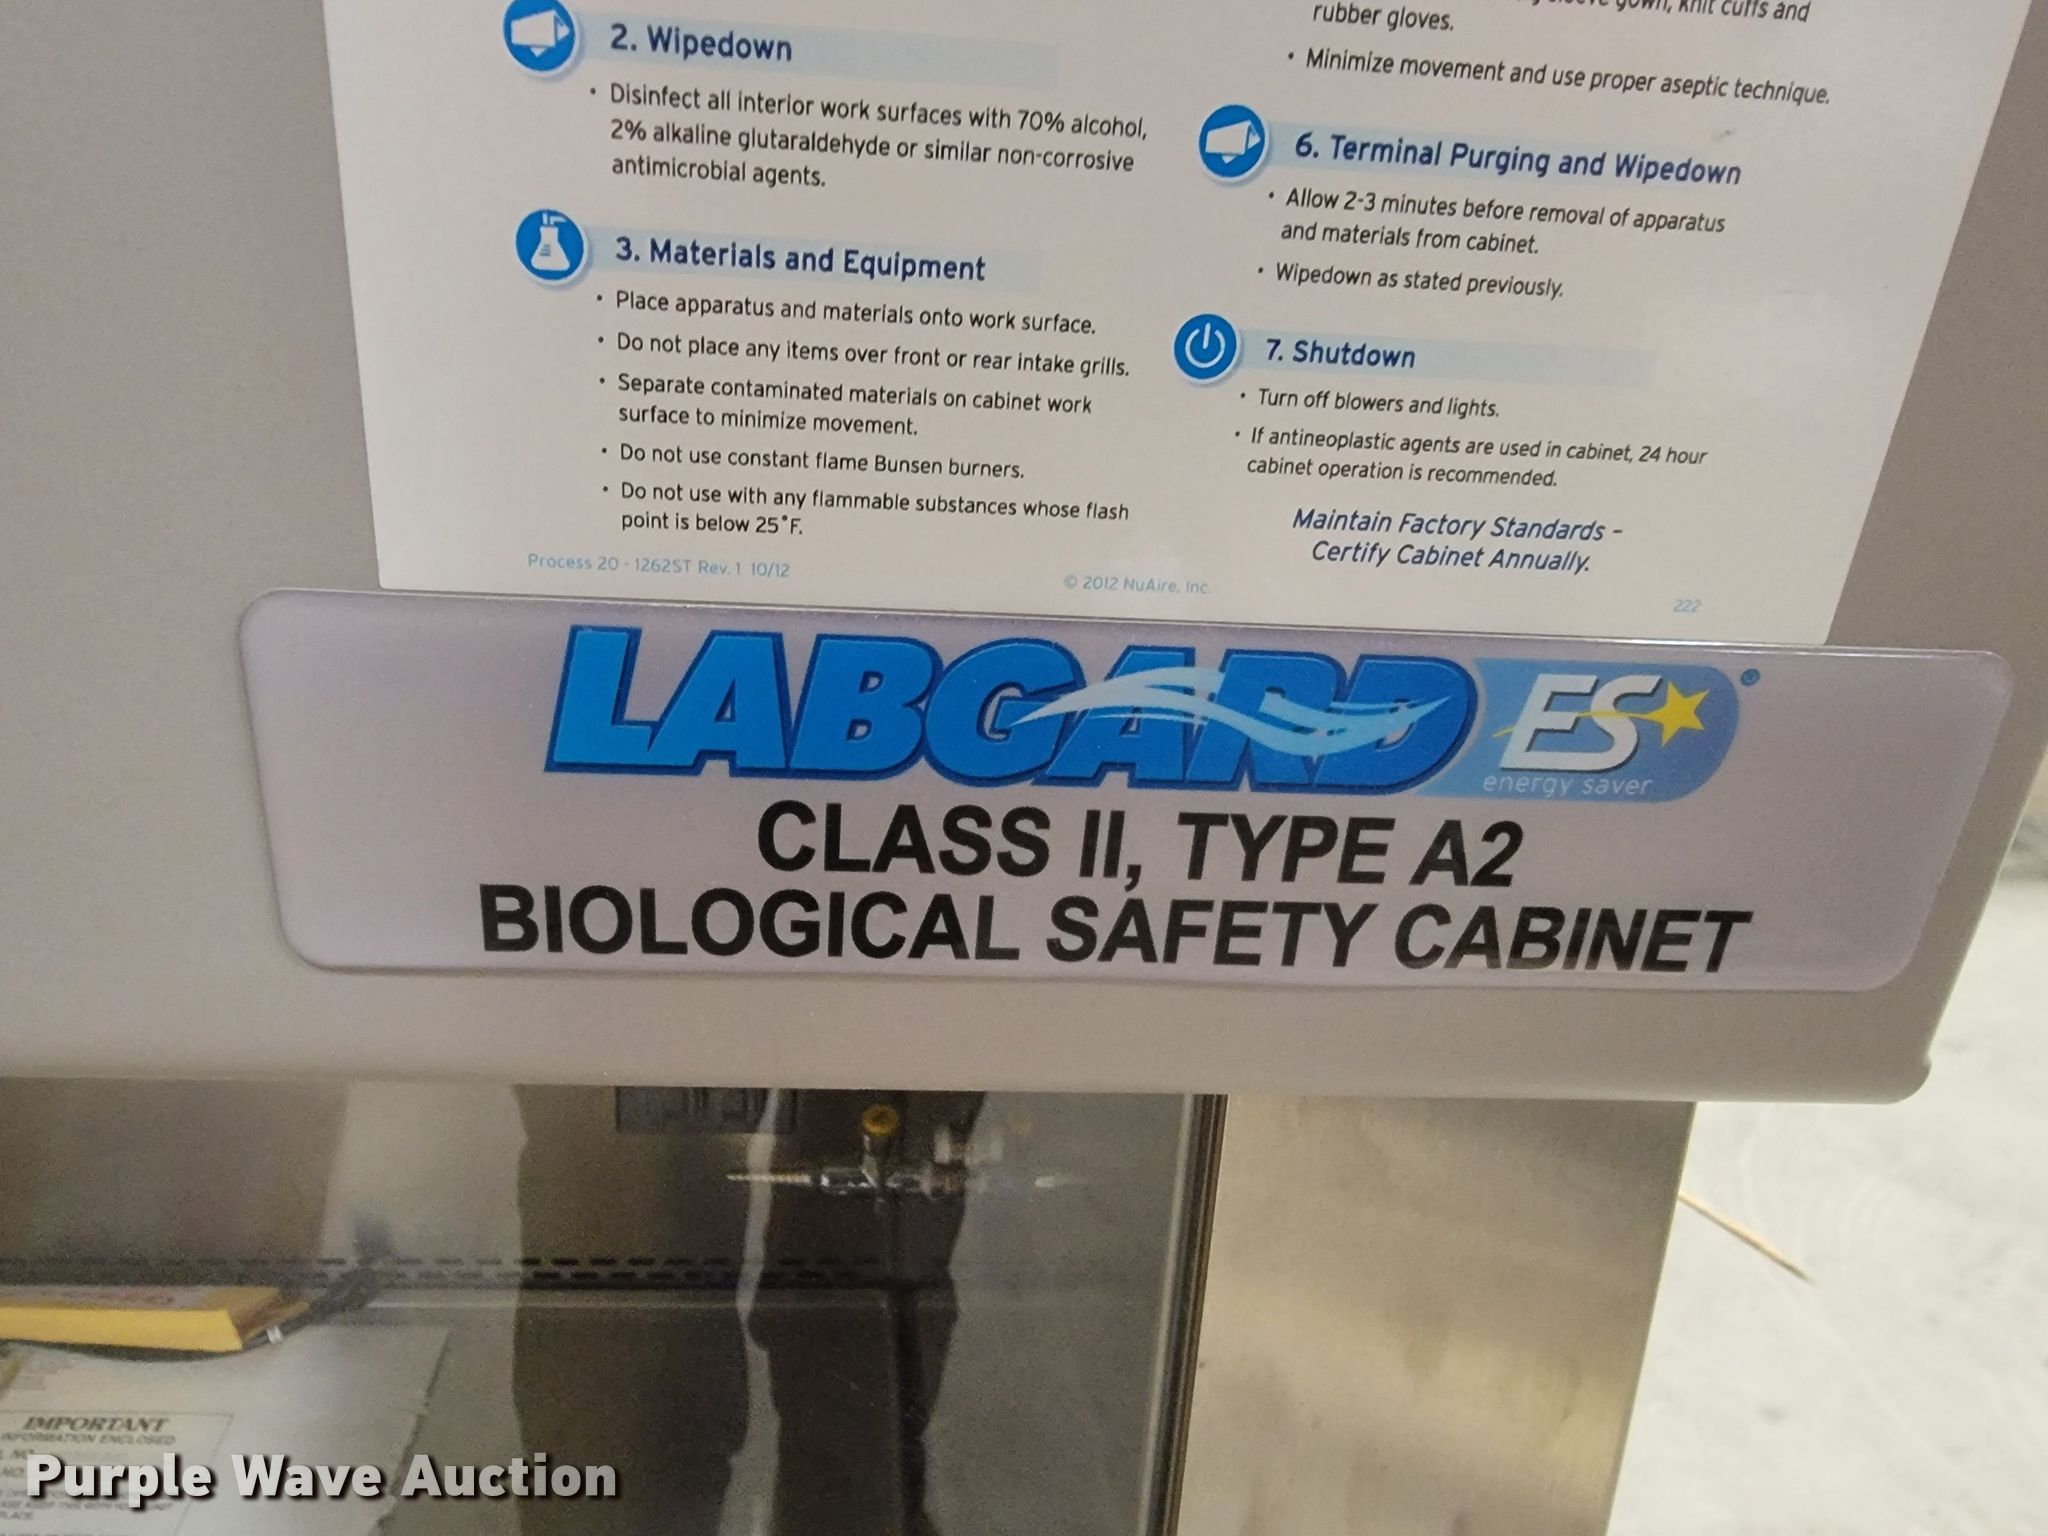 2. Wipedown
• Disinfect all interior work surfaces with 70% alcohol,
2% alkaline glutaraldehyde or similar non-corrosive
antimicrobial agents.
3. Materials and Equipment
• Place apparatus and materials onto work surface.
• Do not place any items over front or rear intake grills.
• Separate contaminated materials on cabinet work
surface to minimize movement.
• Do not use constant flame Bunsen burners.
• Do not use with any flammable substances whose flash
point is below 25°F.
Process 20 - 1262ST Rev. 1 10/12
gown, knit cuffs and
rubber gloves.
• Minimize movement and use proper aseptic technique.
6. Terminal Purging and Wipedown
• Allow 2-3 minutes before removal of apparatus
and materials from cabinet.
• Wipedown as stated previously.
7. Shutdown
• Turn off blowers and lights.
• If antineoplastic agents are used in cabinet, 24 hour
cabinet operation is recommended.
Maintain Factory Standards –
Certify Cabinet Annually.
© 2012 NuAire, Inc.
222
LABGARD ES ®
energy saver
CLASS II, TYPE A2
BIOLOGICAL SAFETY CABINET
IMPORTANT
INFORMATION ENCLOSED
Purple Wave Auction